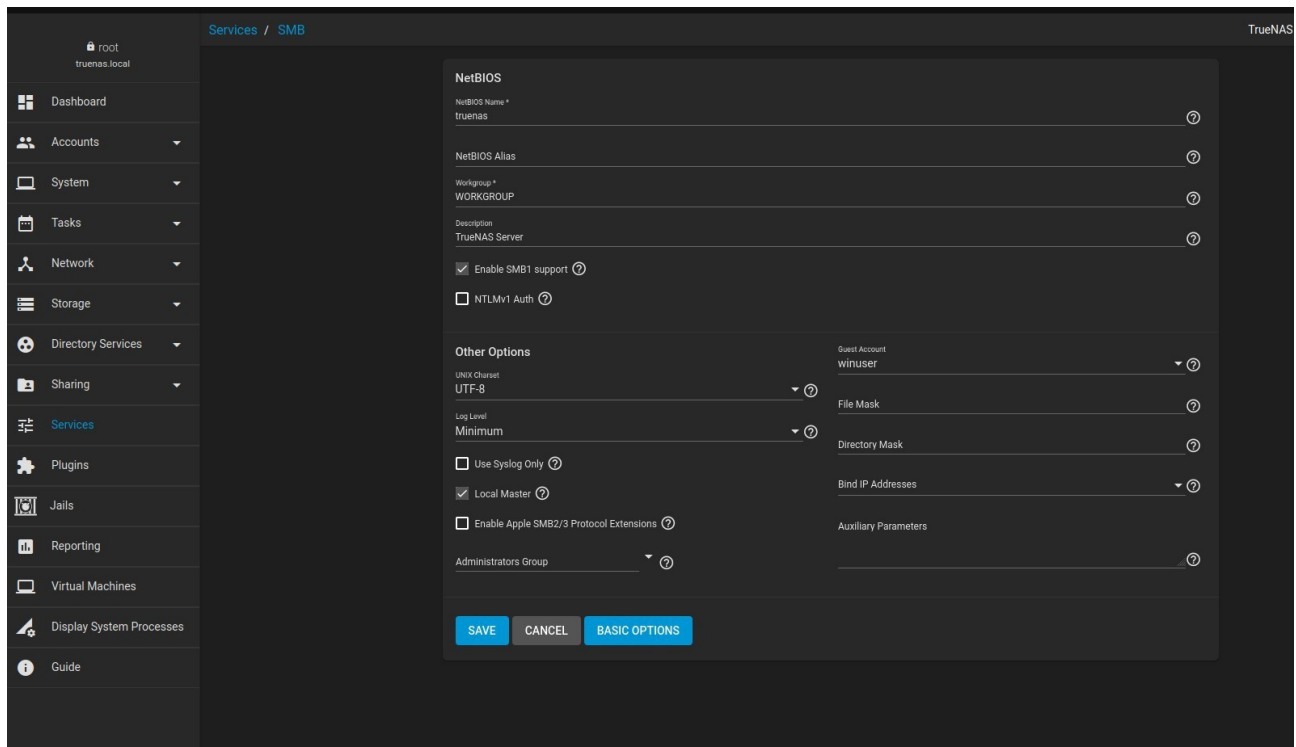 Services / SMB
TrueNAS
root
truenas.local
Dashboard
Accounts
System
Tasks
Network
Storage
Directory Services
Sharing
Services
Plugins
Jails
Reporting
Virtual Machines
Display System Processes
Guide
NetBIOS
NetBIOS Name *
truenas
NetBIOS Alias
Workgroup *
WORKGROUP
Description
TrueNAS Server
Enable SMB1 support
NTLMv1 Auth
Other Options
UNIX Charset
UTF-8
Log Level
Minimum
Use Syslog Only
Local Master
Enable Apple SMB2/3 Protocol Extensions
Administrators Group
Guest Account
winuser
File Mask
Directory Mask
Bind IP Addresses
Auxiliary Parameters
SAVE CANCEL BASIC OPTIONS